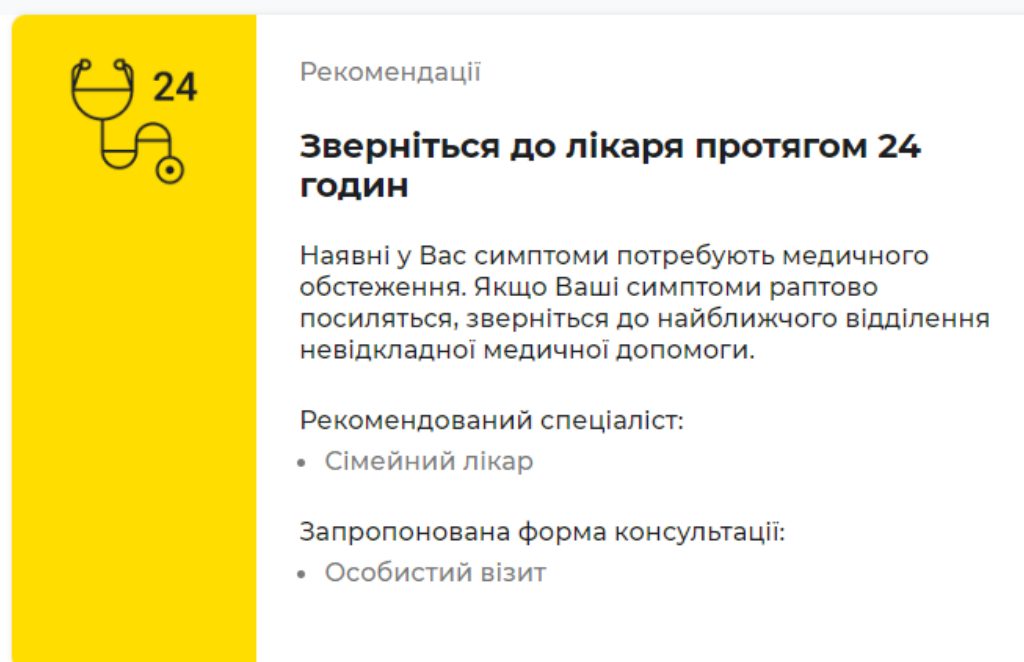 24
Рекомендації
Зверніться до лікаря протягом 24
годин
Наявні у Вас симптоми потребують медичного
обстеження. Якщо Ваші симптоми раптово
посиляться, зверніться до найближчого відділення
невідкладної медичної допомоги.
Рекомендований спеціаліст:
• Сімейний лікар
Запропонована форма консультації:
• Особистий візит